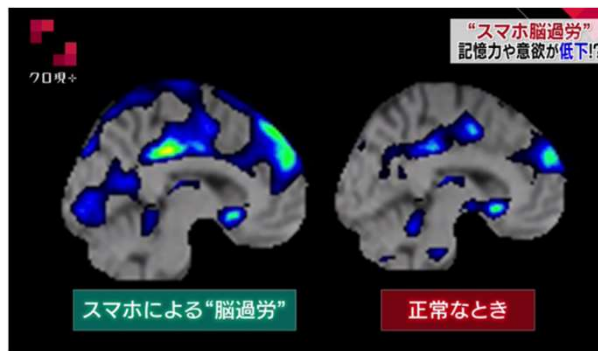 “スマホ脳過労”
記憶力や意欲が低下!?
クロ現+
スマホによる“脳過労”
正常なとき